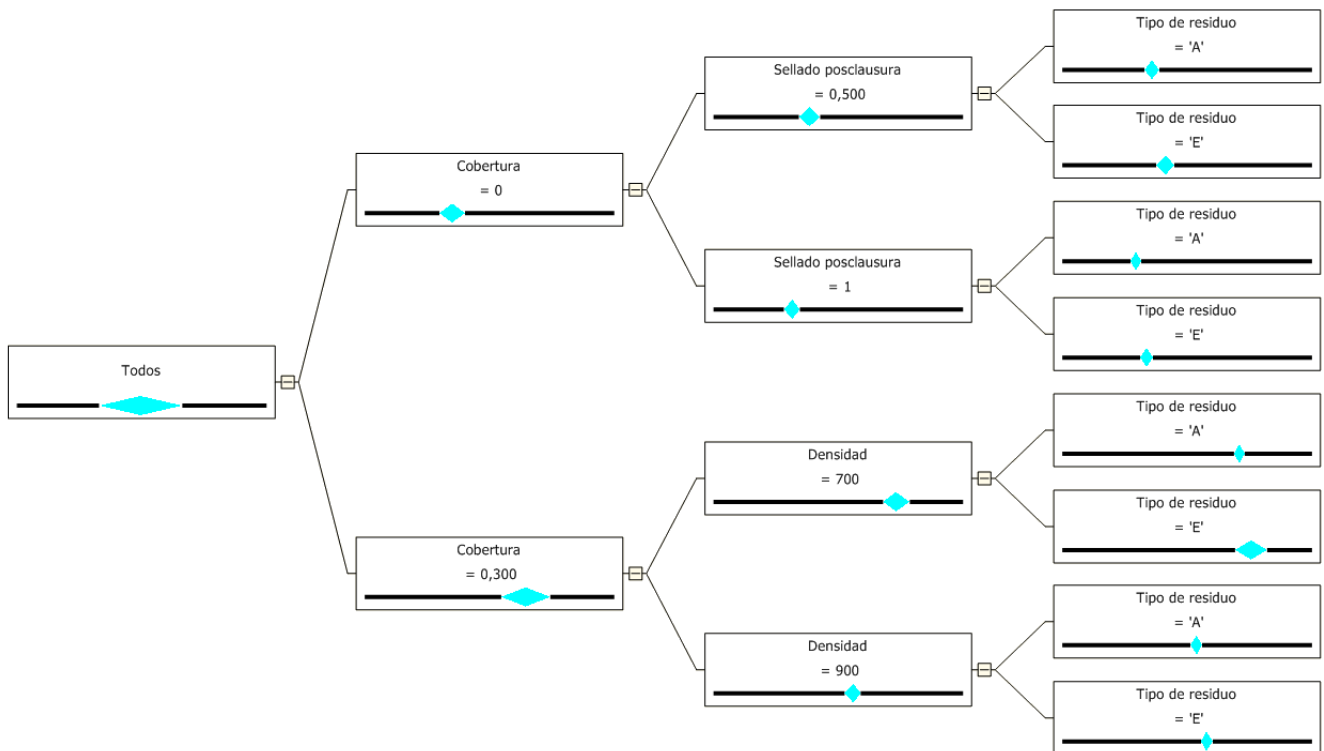 Todos
Cobertura
= 0
Cobertura
= 0,300
Sellado posclausura
= 0,500
Sellado posclausura
= 1
Densidad
= 700
Densidad
= 900
Tipo de residuo
= 'A'
Tipo de residuo
= 'E'
Tipo de residuo
= 'A'
Tipo de residuo
= 'E'
Tipo de residuo
= 'A'
Tipo de residuo
= 'E'
Tipo de residuo
= 'A'
Tipo de residuo
= 'E'